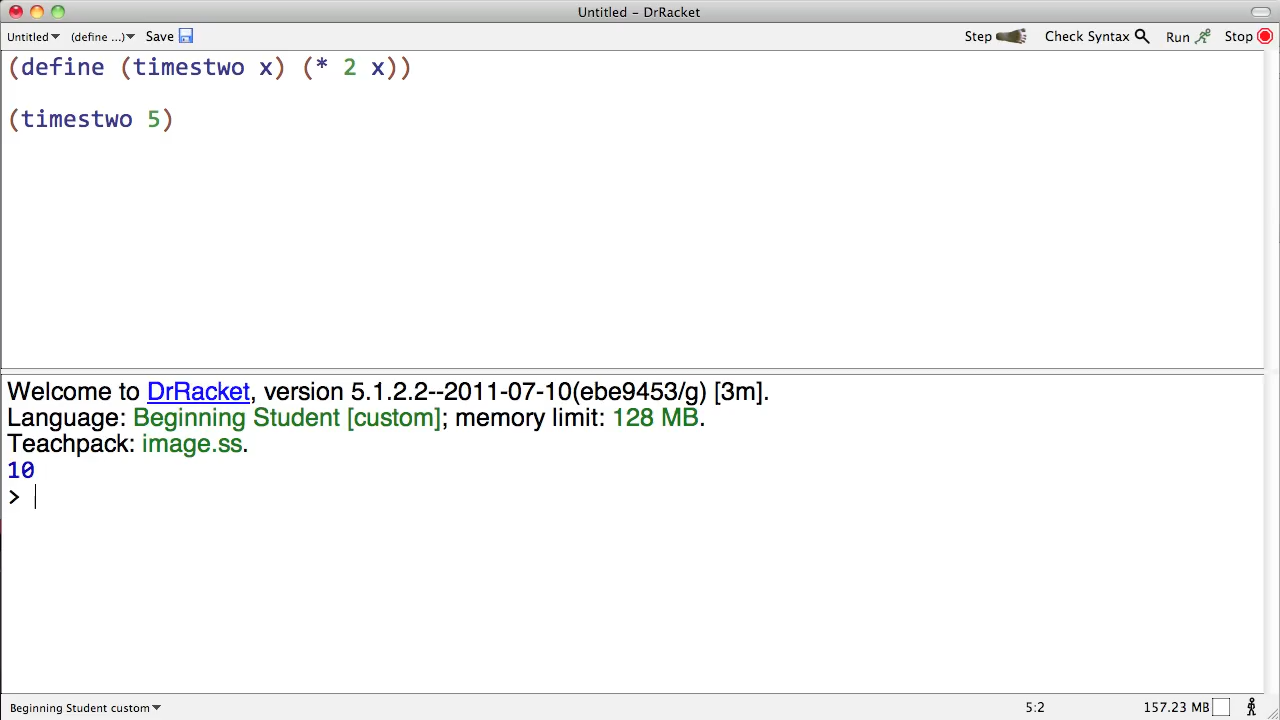 Untitled - DrRacket
Untitled (define ...) Save Step Check Syntax Run Stop
(define (timestwo x) (* 2 x))
(timestwo 5)
Welcome to DrRacket, version 5.1.2.2--2011-07-10(ebe9453/g) [3m].
Language: Beginning Student [custom]; memory limit: 128 MB.
Teachpack: image.ss.
10
>
Beginning Student custom 5:2 157.23 MB